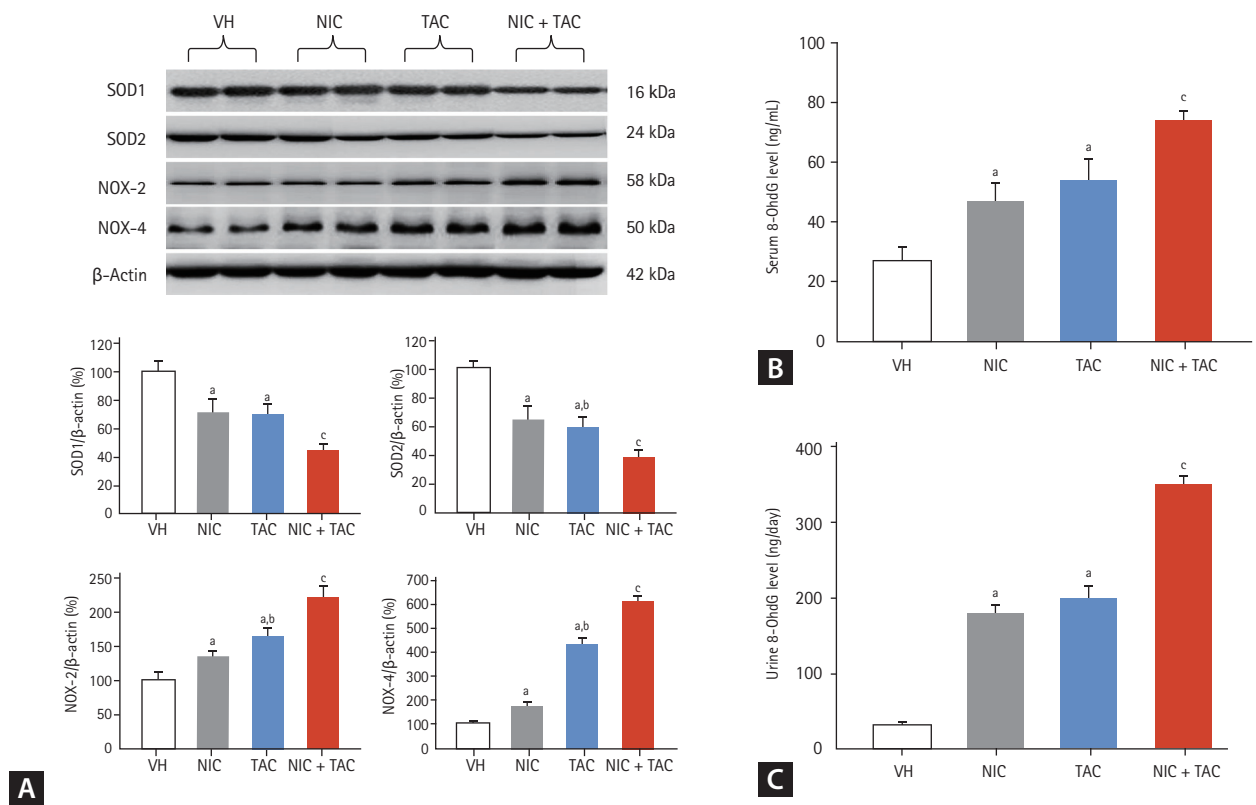 VH NIC TAC NIC + TAC
SOD1 16 kDa
SOD2 24 kDa
NOX-2 58 kDa
NOX-4 50 kDa
β-Actin 42 kDa
SOD1/β-actin (%)
120
100
80
60
40
20
0
a
a
c
VH NIC TAC NIC + TAC
SOD2/β-actin (%)
120
100
80
60
40
20
0
a
a,b
c
VH NIC TAC NIC + TAC
NOX-2/β-actin (%)
250
200
150
100
50
0
a
a,b
c
VH NIC TAC NIC + TAC
NOX-4/β-actin (%)
700
600
500
400
300
200
100
0
a
a,b
c
VH NIC TAC NIC + TAC
A
Serum 8-OhdG level (ng/mL)
100
80
60
40
20
0
a
a
c
VH NIC TAC NIC + TAC
B
Urine 8-OhdG level (ng/day)
400
300
200
100
0
a
a
c
VH NIC TAC NIC + TAC
C